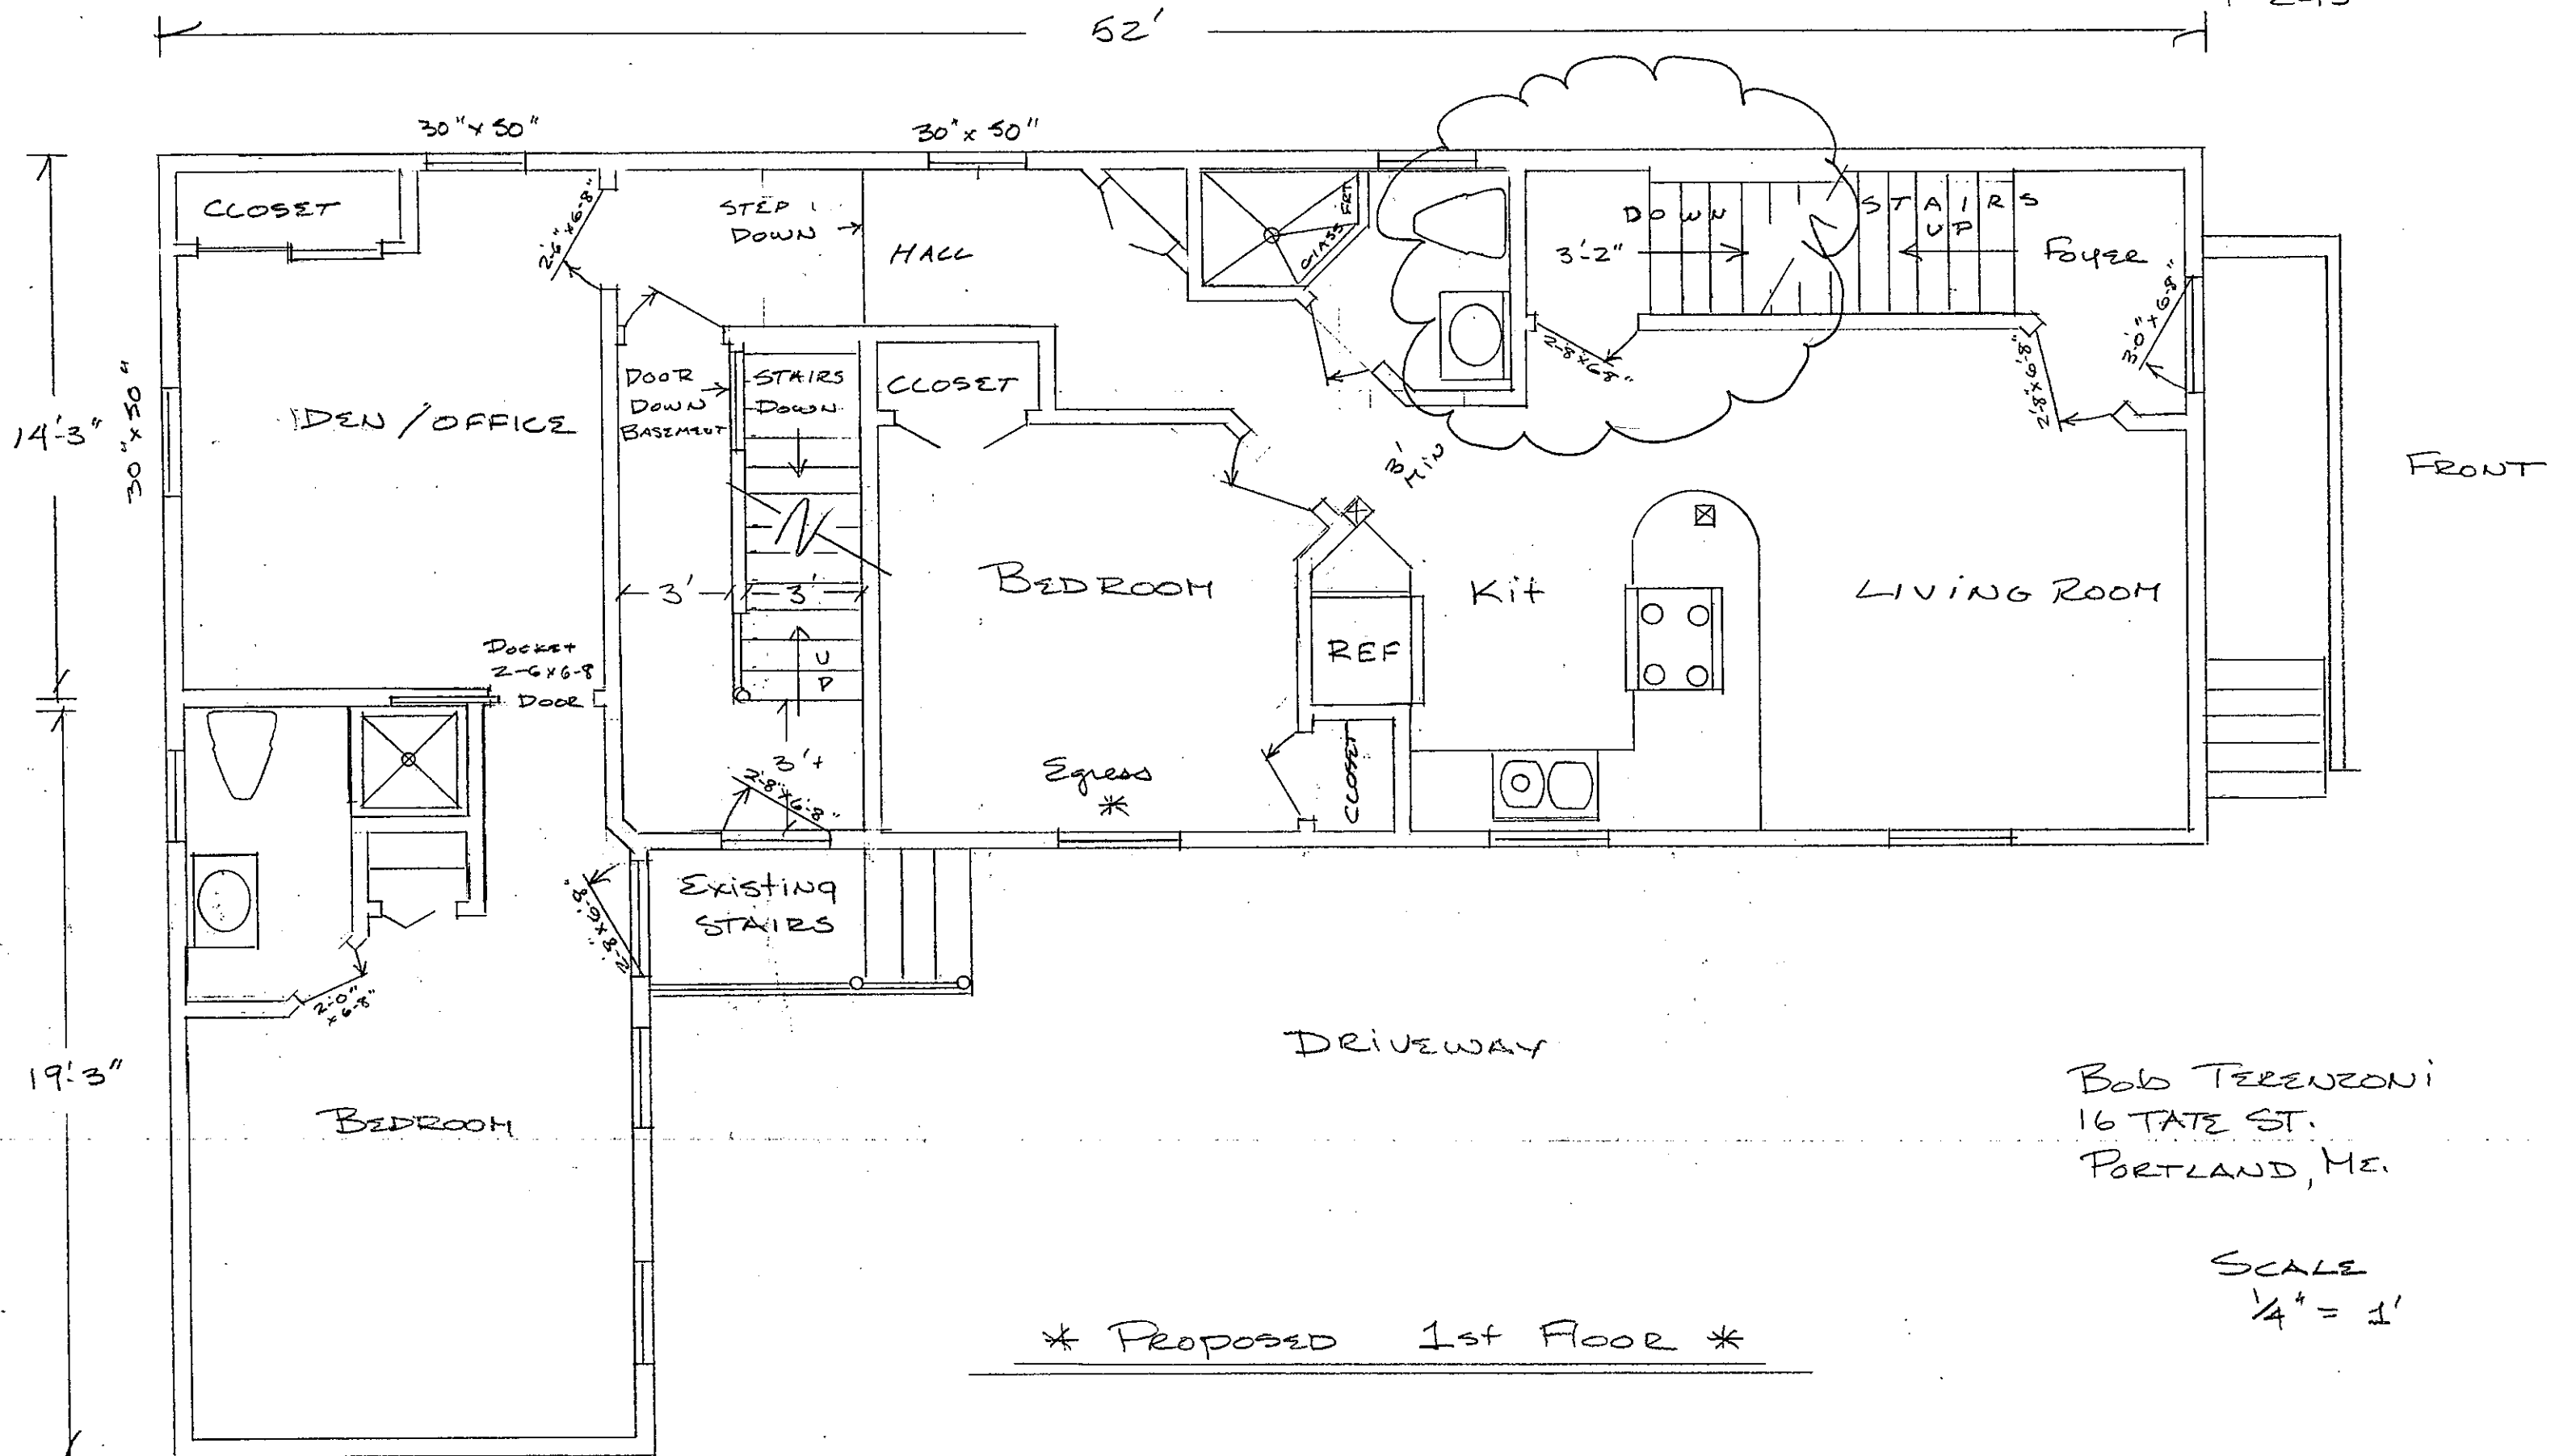 52'
30" x 50"
30" x 50"
CLOSET
2'-6" x 6'-8"
STEP
DOWN
HALL
GLASS
FRT
DOWN
3'-2"
STAIRS
UP
Foyer
3'-0" x 6'-8"
2'-8" x 6'-8"
2'-8" x 6'-8"
14'-3"
30" x 50"
DEN / OFFICE
DOOR
DOWN
BASEMENT
STAIRS
DOWN
CLOSET
3'
MIN
FRONT
3'
3'
BEDROOM
Kit
LIVING ROOM
REF
UP
POCKET
2-6 x 6-8
DOOR
3'+
2'-8" x 6'-8"
Egress
*
CLOSET
Existing
STAIRS
2'-8" x 6'-8"
2'-0"
x 6'-8"
DRIVEWAY
19'-3"
BEDROOM
Bob TERENZONI
16 TATE ST.
PORTLAND, ME.
SCALE
1/4" = 1'
* PROPOSED 1st FLOOR *